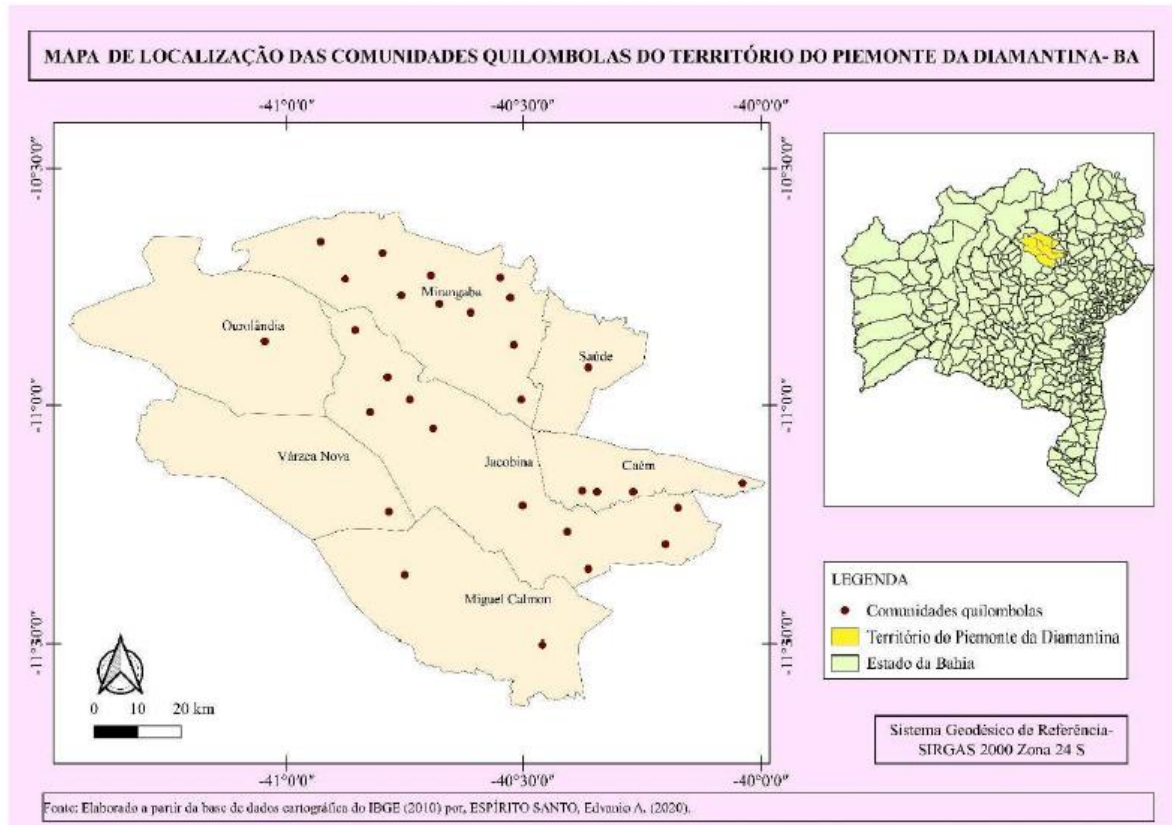 MAPA DE LOCALIZAÇÃO DAS COMUNIDADES QUILOMBOLAS DO TERRITÓRIO DO PIEMONTE DA DIAMANTINA- BA
-41°0'0" -40°30'0" -40°0'0"
-10°30'0" -10°30'0"
Mirangaba
Ourolândia
Saúde
-11°0'0" -11°0'0"
Várzea Nova
Jacobina
Caém
Miguel Calmon
-11°30'0" -11°30'0"
0 10 20 km
-41°0'0" -40°30'0" -40°0'0"
LEGENDA
Comunidades quilombolas
Território do Piemonte da Diamantina
Estado da Bahia
Sistema Geodésico de Referência-
SIRGAS 2000 Zona 24 S
Fonte: Elaborado a partir da base de dados cartográfica do IBGE (2010) por, ESPÍRITO SANTO, Edvanio A. (2020).